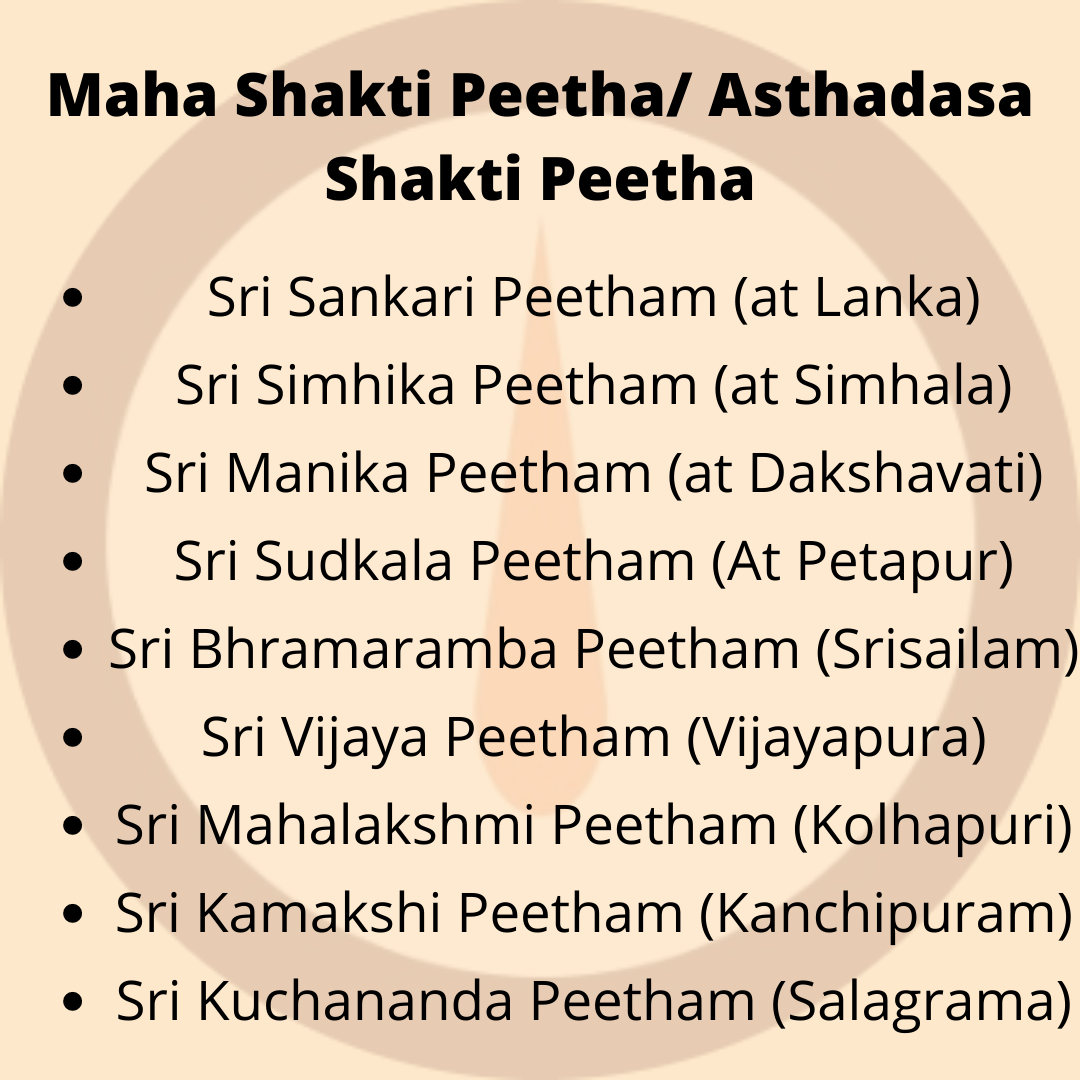 Maha Shakti Peetha/ Asthadasa
Shakti Peetha
• Sri Sankari Peetham (at Lanka)
• Sri Simhika Peetham (at Simhala)
• Sri Manika Peetham (at Dakshavati)
• Sri Sudkala Peetham (At Petapur)
• Sri Bhramaramba Peetham (Srisailam)
• Sri Vijaya Peetham (Vijayapura)
• Sri Mahalakshmi Peetham (Kolhapuri)
• Sri Kamakshi Peetham (Kanchipuram)
• Sri Kuchananda Peetham (Salagrama)